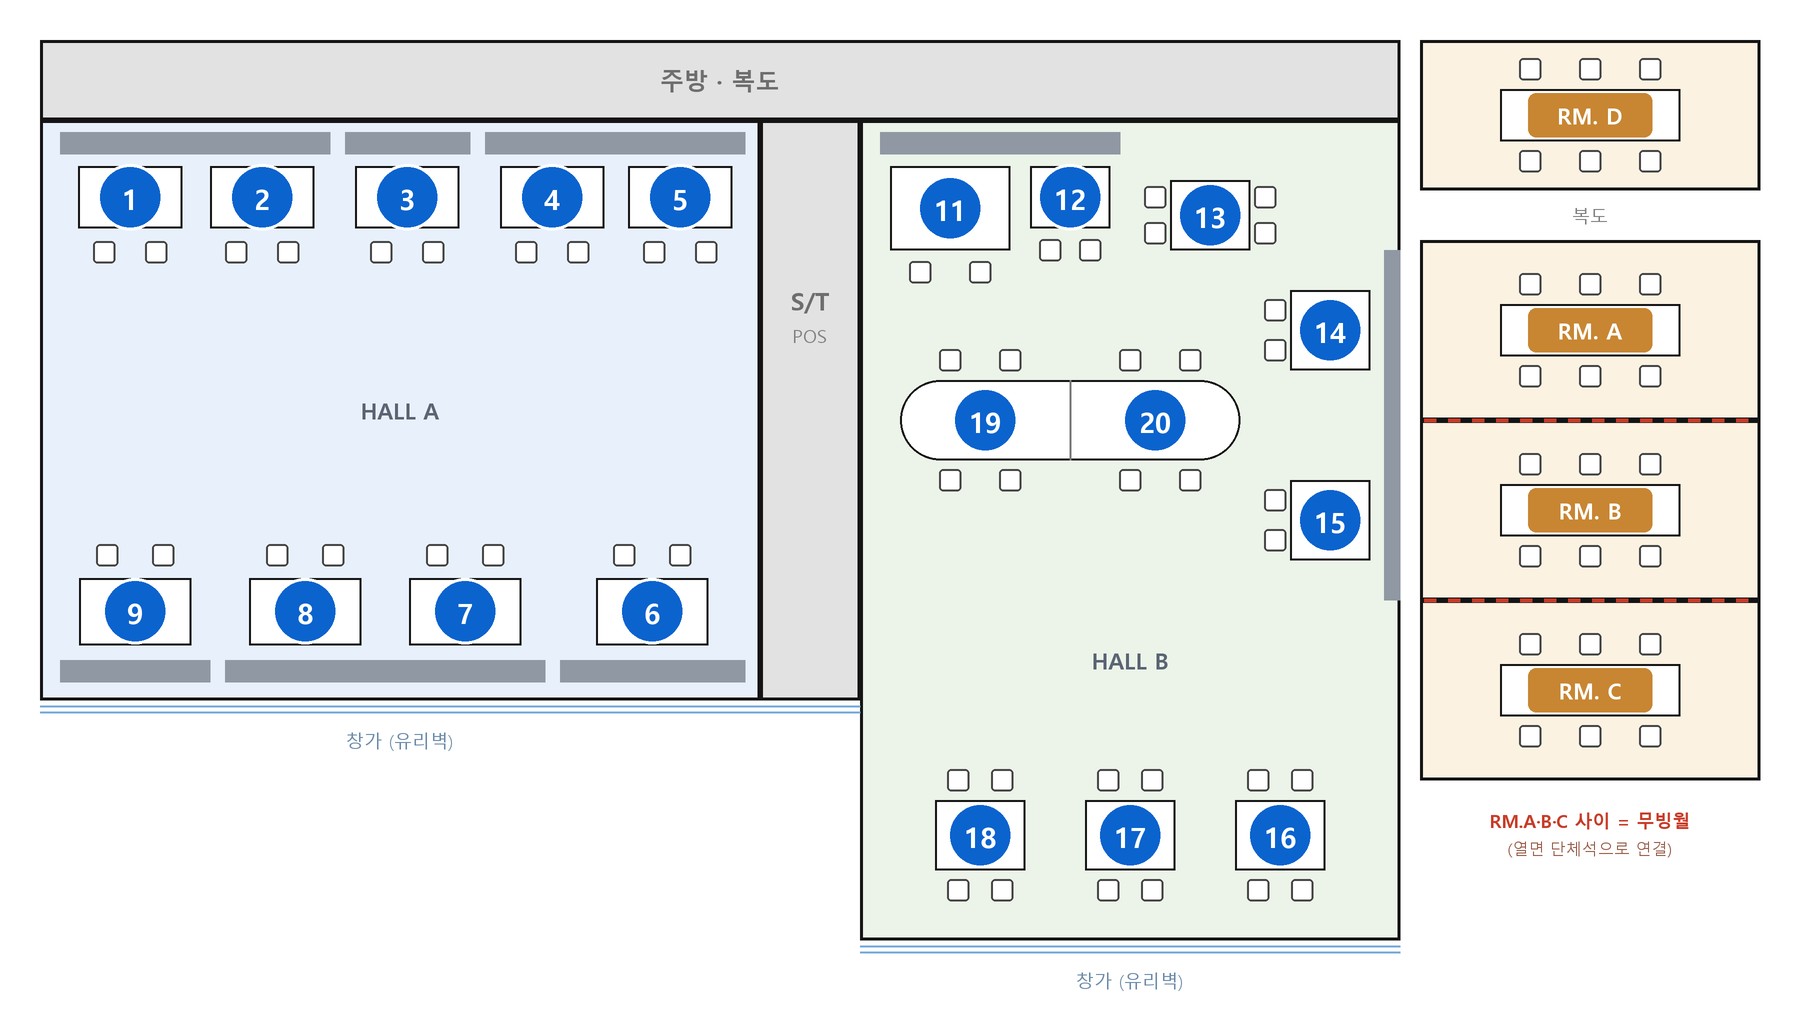 주방 · 복도
1
2
3
4
5
S/T
POS
HALL A
9
8
7
6
창가 (유리벽)
11
12
13
14
19
20
15
HALL B
18
17
16
창가 (유리벽)
RM. D
복도
RM. A
RM. B
RM. C
RM.A·B·C 사이 = 무빙월
(열면 단체석으로 연결)